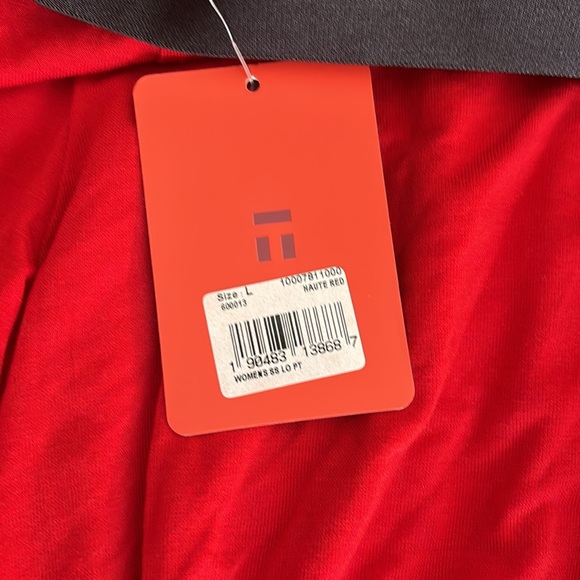 Size : L 10007811000
600013 HAUTE RED
1 90483 13868 7
WOMENS SS LO PT